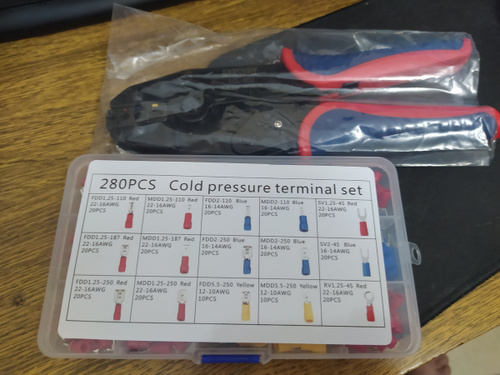 280PCS Cold pressure terminal set
FDD1.25-110 Red
22-16AWG
20PCS
MDD1.25-110 Red
22-16AWG
20PCS
FDD2-110 Blue
16-14AWG
20PCS
MDD2-110 Blue
16-14AWG
20PCS
SV1.25-4S Red
22-16AWG
20PCS
FDD1.25-187 Red
22-16AWG
20PCS
MDD1.25-187 Red
22-16AWG
20PCS
FDD2-250 Blue
16-14AWG
20PCS
MDD2-250 Blue
16-14AWG
20PCS
SV2-4S Blue
16-14AWG
20PCS
FDD1.25-250 Red
22-16AWG
20PCS
MDD1.25-250 Red
22-16AWG
20PCS
FDD5.5-250 Yellow
12-10AWG
10PCS
MDD5.5-250 Yellow
12-10AWG
10PCS
RV1.25-4S Red
22-16AWG
20PCS